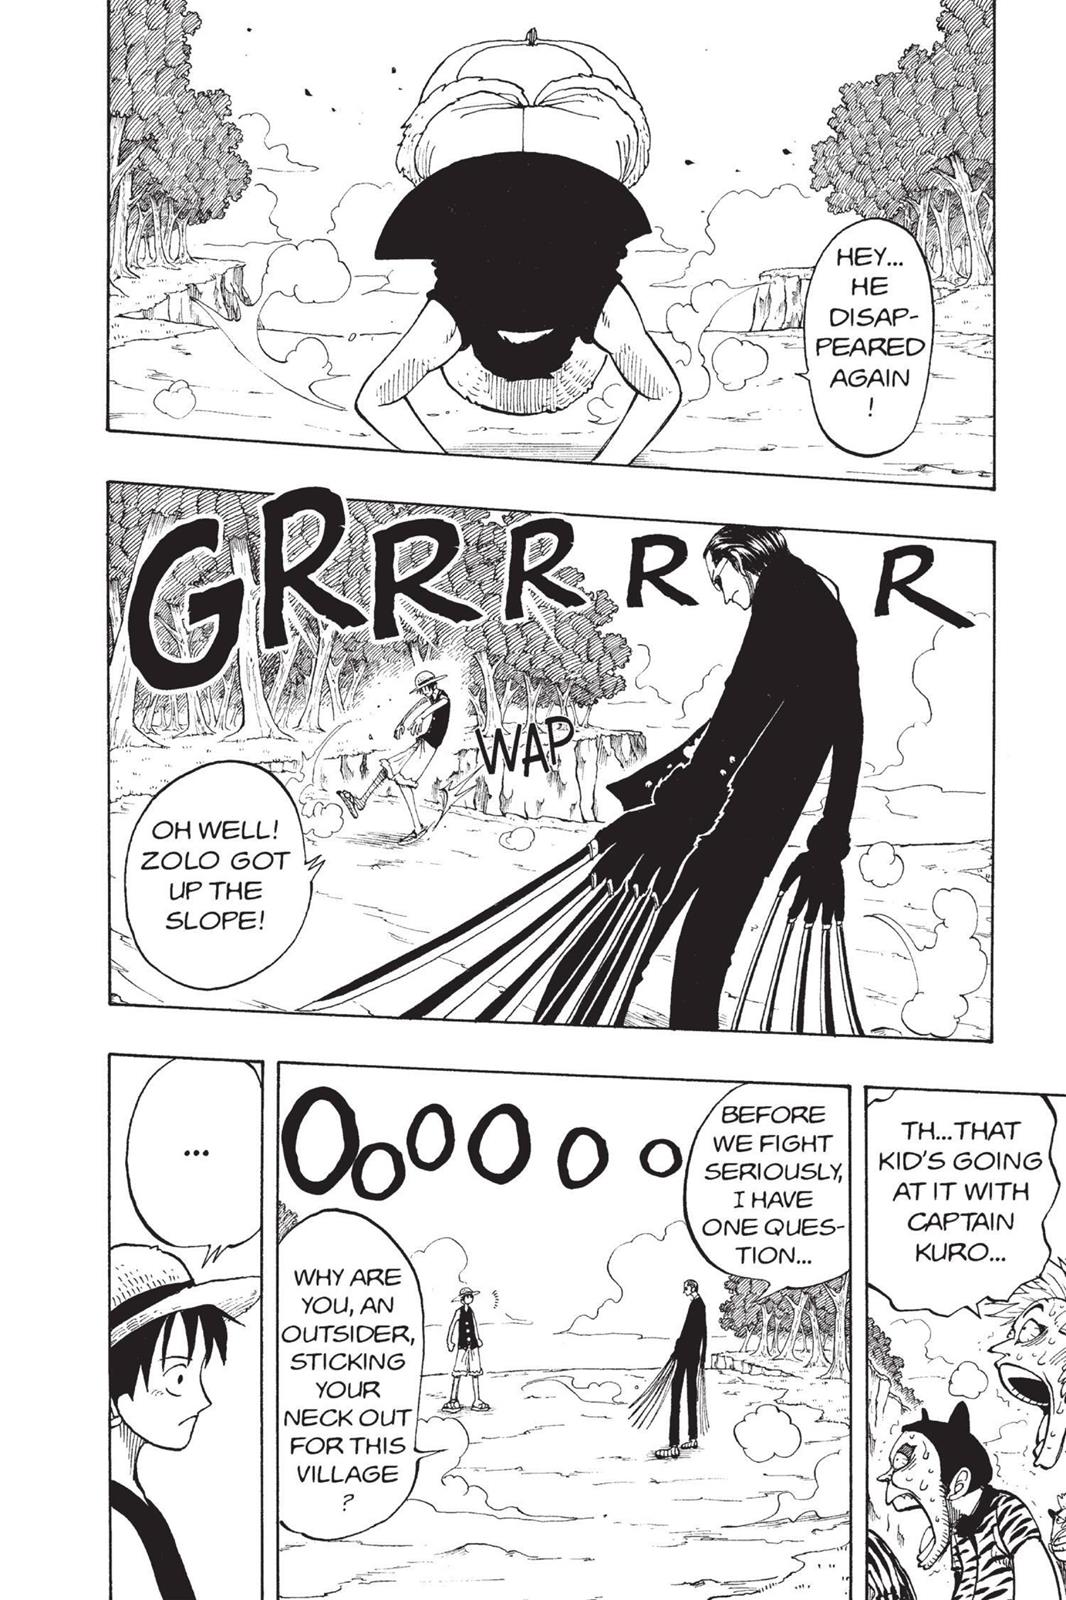 HEY...
HE
DISAP-
PEARED
AGAIN
!
GRRRRRR
WAP
OH WELL!
ZOLO GOT
UP THE
SLOPE!
TH...THAT
KID'S GOING
AT IT WITH
CAPTAIN
KURO...
BEFORE
WE FIGHT
SERIOUSLY,
I HAVE
ONE QUES-
TION...
OOOOOO
WHY ARE
YOU, AN
OUTSIDER,
STICKING
YOUR
NECK OUT
FOR THIS
VILLAGE
?
...